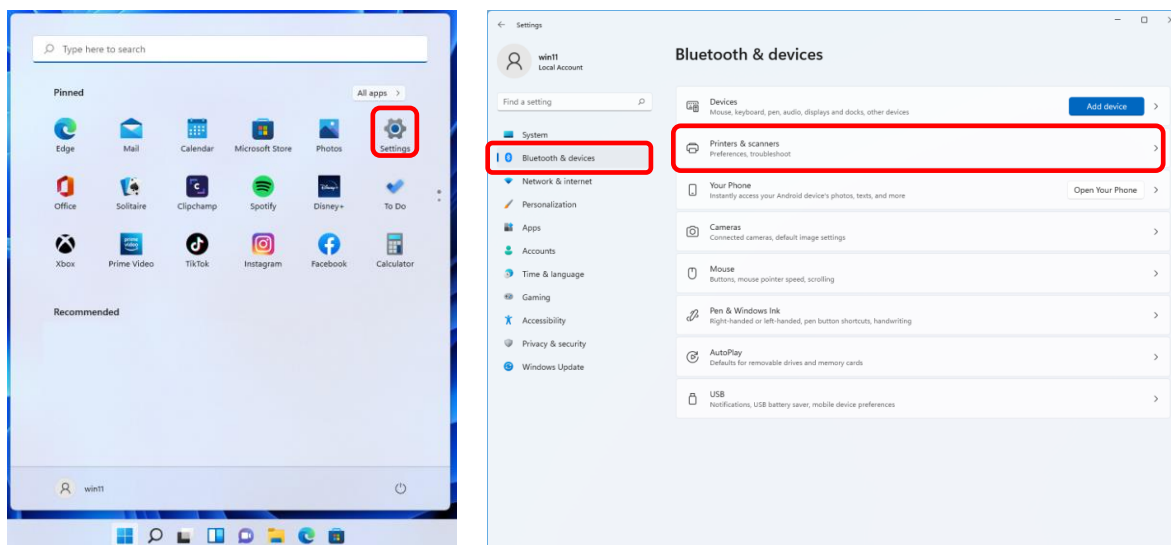 Type here to search
Pinned
All apps >
Edge
Mail
Calendar
Microsoft Store
Photos
Settings
Office
Solitaire
Clipchamp
Spotify
Disney+
To Do
Xbox
Prime Video
TikTok
Instagram
Facebook
Calculator
Recommended
win11
Settings
win11
Local Account
Find a setting
System
Bluetooth & devices
Network & internet
Personalization
Apps
Accounts
Time & language
Gaming
Accessibility
Privacy & security
Windows Update
Bluetooth & devices
Devices
Mouse, keyboard, pen, audio, displays and docks, other devices
Add device
Printers & scanners
Preferences, troubleshoot
Your Phone
Instantly access your Android device's photos, texts, and more
Open Your Phone
Cameras
Connected cameras, default image settings
Mouse
Buttons, mouse pointer speed, scrolling
Pen & Windows Ink
Right-handed or left-handed, pen button shortcuts, handwriting
AutoPlay
Defaults for removable drives and memory cards
USB
Notifications, USB battery saver, mobile device preferences